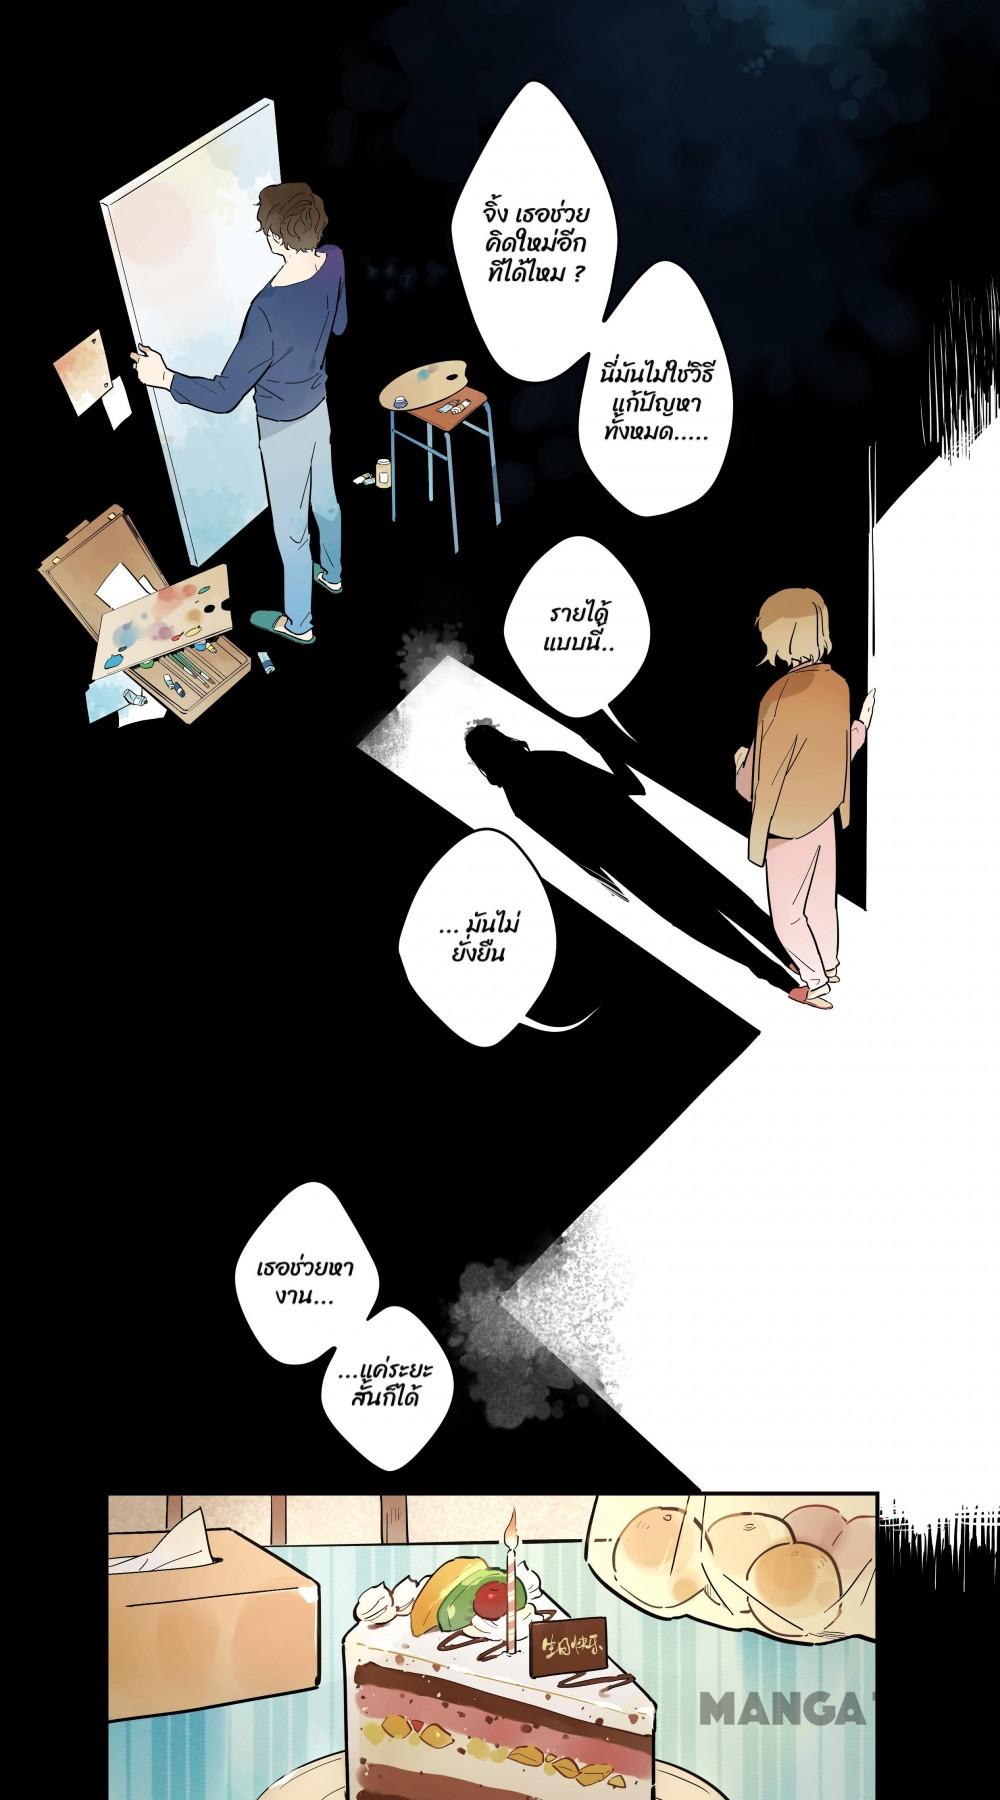 จิ้ง เธอช่วย
คิดใหม่อีก
ทีได้ไหม ?
นี่มันไม่ใช่วิธี
แก้ปัญหา
ทั้งหมด.....
รายได้
แบบนี้..
... มันไม่
ยั่งยืน
เธอช่วยหา
งาน...
...แค่ระยะ
สั้นก็ได้
生日快乐
MANGA